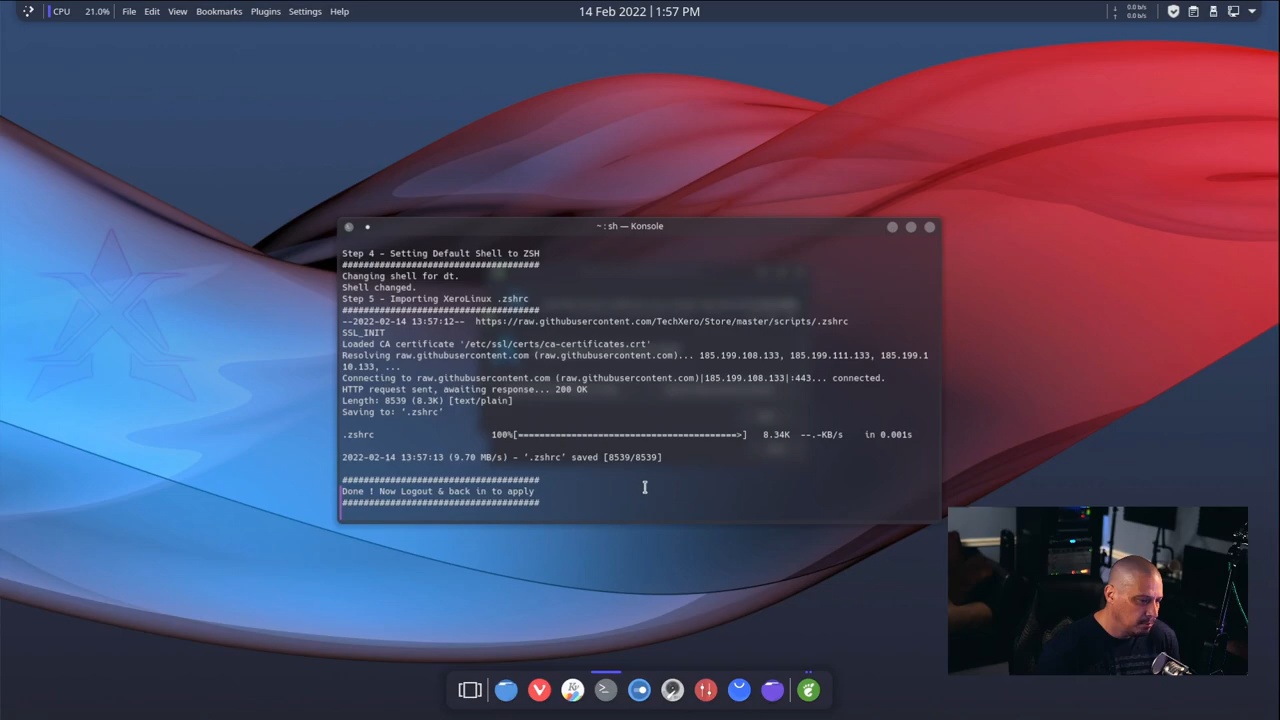 CPU 21.0% File Edit View Bookmarks Plugins Settings Help 14 Feb 2022 | 1:57 PM ↓ 0.0 b/s
↑ 0.0 b/s
~ : sh — Konsole
Step 4 - Setting Default Shell to ZSH
#####################################
Changing shell for dt.
Shell changed.
Step 5 - Importing XeroLinux .zshrc
#####################################
--2022-02-14 13:57:12--  https://raw.githubusercontent.com/TechXero/Store/master/scripts/.zshrc
SSL_INIT
Loaded CA certificate '/etc/ssl/certs/ca-certificates.crt'
Resolving raw.githubusercontent.com (raw.githubusercontent.com)... 185.199.108.133, 185.199.111.133, 185.199.1
10.133, ...
Connecting to raw.githubusercontent.com (raw.githubusercontent.com)|185.199.108.133|:443... connected.
HTTP request sent, awaiting response... 200 OK
Length: 8539 (8.3K) [text/plain]
Saving to: ‘.zshrc’
.zshrc 100%[=========================================>] 8.34K --.-KB/s in 0.001s
2022-02-14 13:57:13 (9.70 MB/s) - ‘.zshrc’ saved [8539/8539]
#####################################
Done ! Now Logout & back in to apply
#####################################